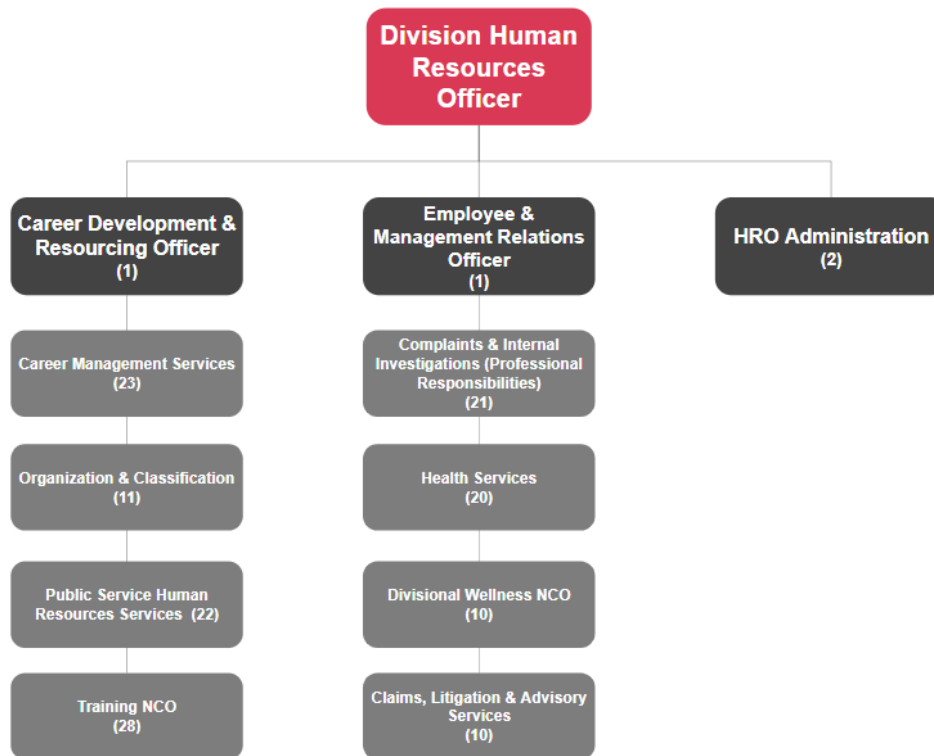 Division Human
Resources
Officer
Career Development &
Resourcing Officer
(1)
Employee &
Management Relations
Officer
(1)
HRO Administration
(2)
Career Management Services
(23)
Complaints & Internal
Investigations (Professional
Responsibilities)
(21)
Organization & Classification
(11)
Health Services
(20)
Public Service Human
Resources Services (22)
Divisional Wellness NCO
(10)
Training NCO
(28)
Claims, Litigation & Advisory
Services
(10)